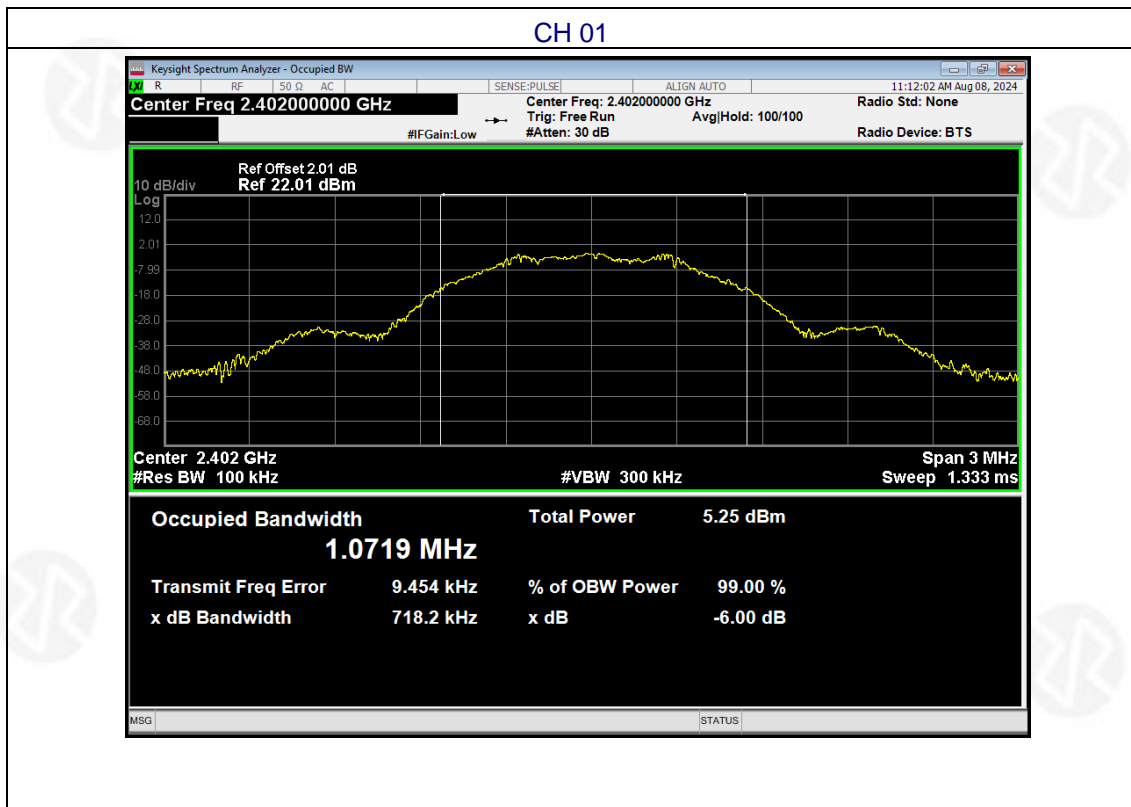 CH 01
Keysight Spectrum Analyzer - Occupied BW
LXI R RF 50 Ω AC SENSE:PULSE ALIGN AUTO 11:12:02 AM Aug 08, 2024
Center Freq 2.402000000 GHz Center Freq: 2.402000000 GHz Radio Std: None
Trig: Free Run Avg|Hold: 100/100
#IFGain:Low #Atten: 30 dB Radio Device: BTS
Ref Offset 2.01 dB
10 dB/div Ref 22.01 dBm
Log
12.0
2.01
-7.99
-18.0
-28.0
-38.0
-48.0
-58.0
-68.0
Center 2.402 GHz Span 3 MHz
#Res BW 100 kHz #VBW 300 kHz Sweep 1.333 ms
Occupied Bandwidth Total Power 5.25 dBm
1.0719 MHz
Transmit Freq Error 9.454 kHz % of OBW Power 99.00 %
x dB Bandwidth 718.2 kHz x dB -6.00 dB
MSG STATUS